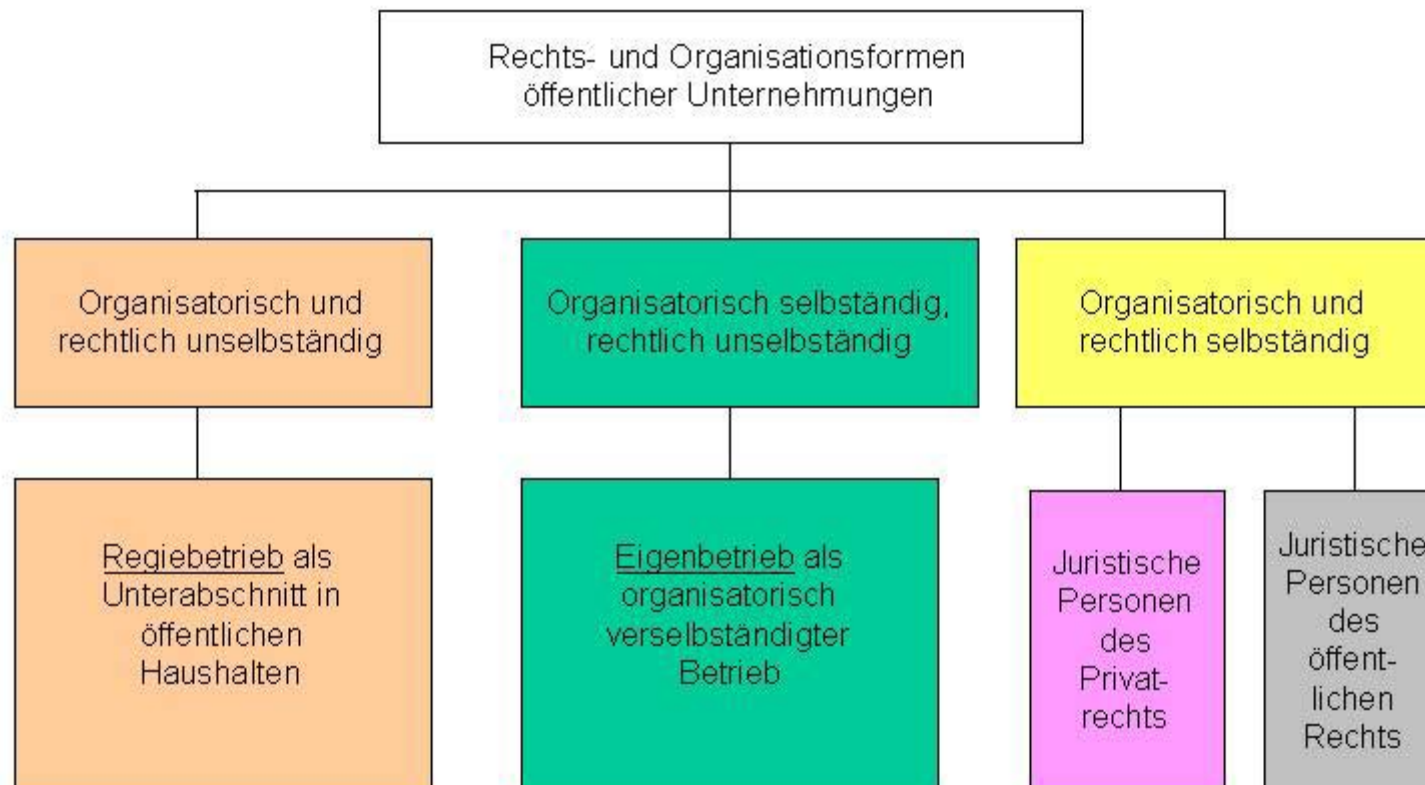 Rechts- und Organisationsformen
öffentlicher Unternehmungen
Organisatorisch und
rechtlich unselbständig
Organisatorisch selbständig,
rechtlich unselbständig
Organisatorisch und
rechtlich selbständig
Regiebetrieb als
Unterabschnitt in
öffentlichen
Haushalten
Eigenbetrieb als
organisatorisch
verselbständigter
Betrieb
Juristische
Personen
des
Privat-
rechts
Juristische
Personen
des
öffent-
lichen
Rechts